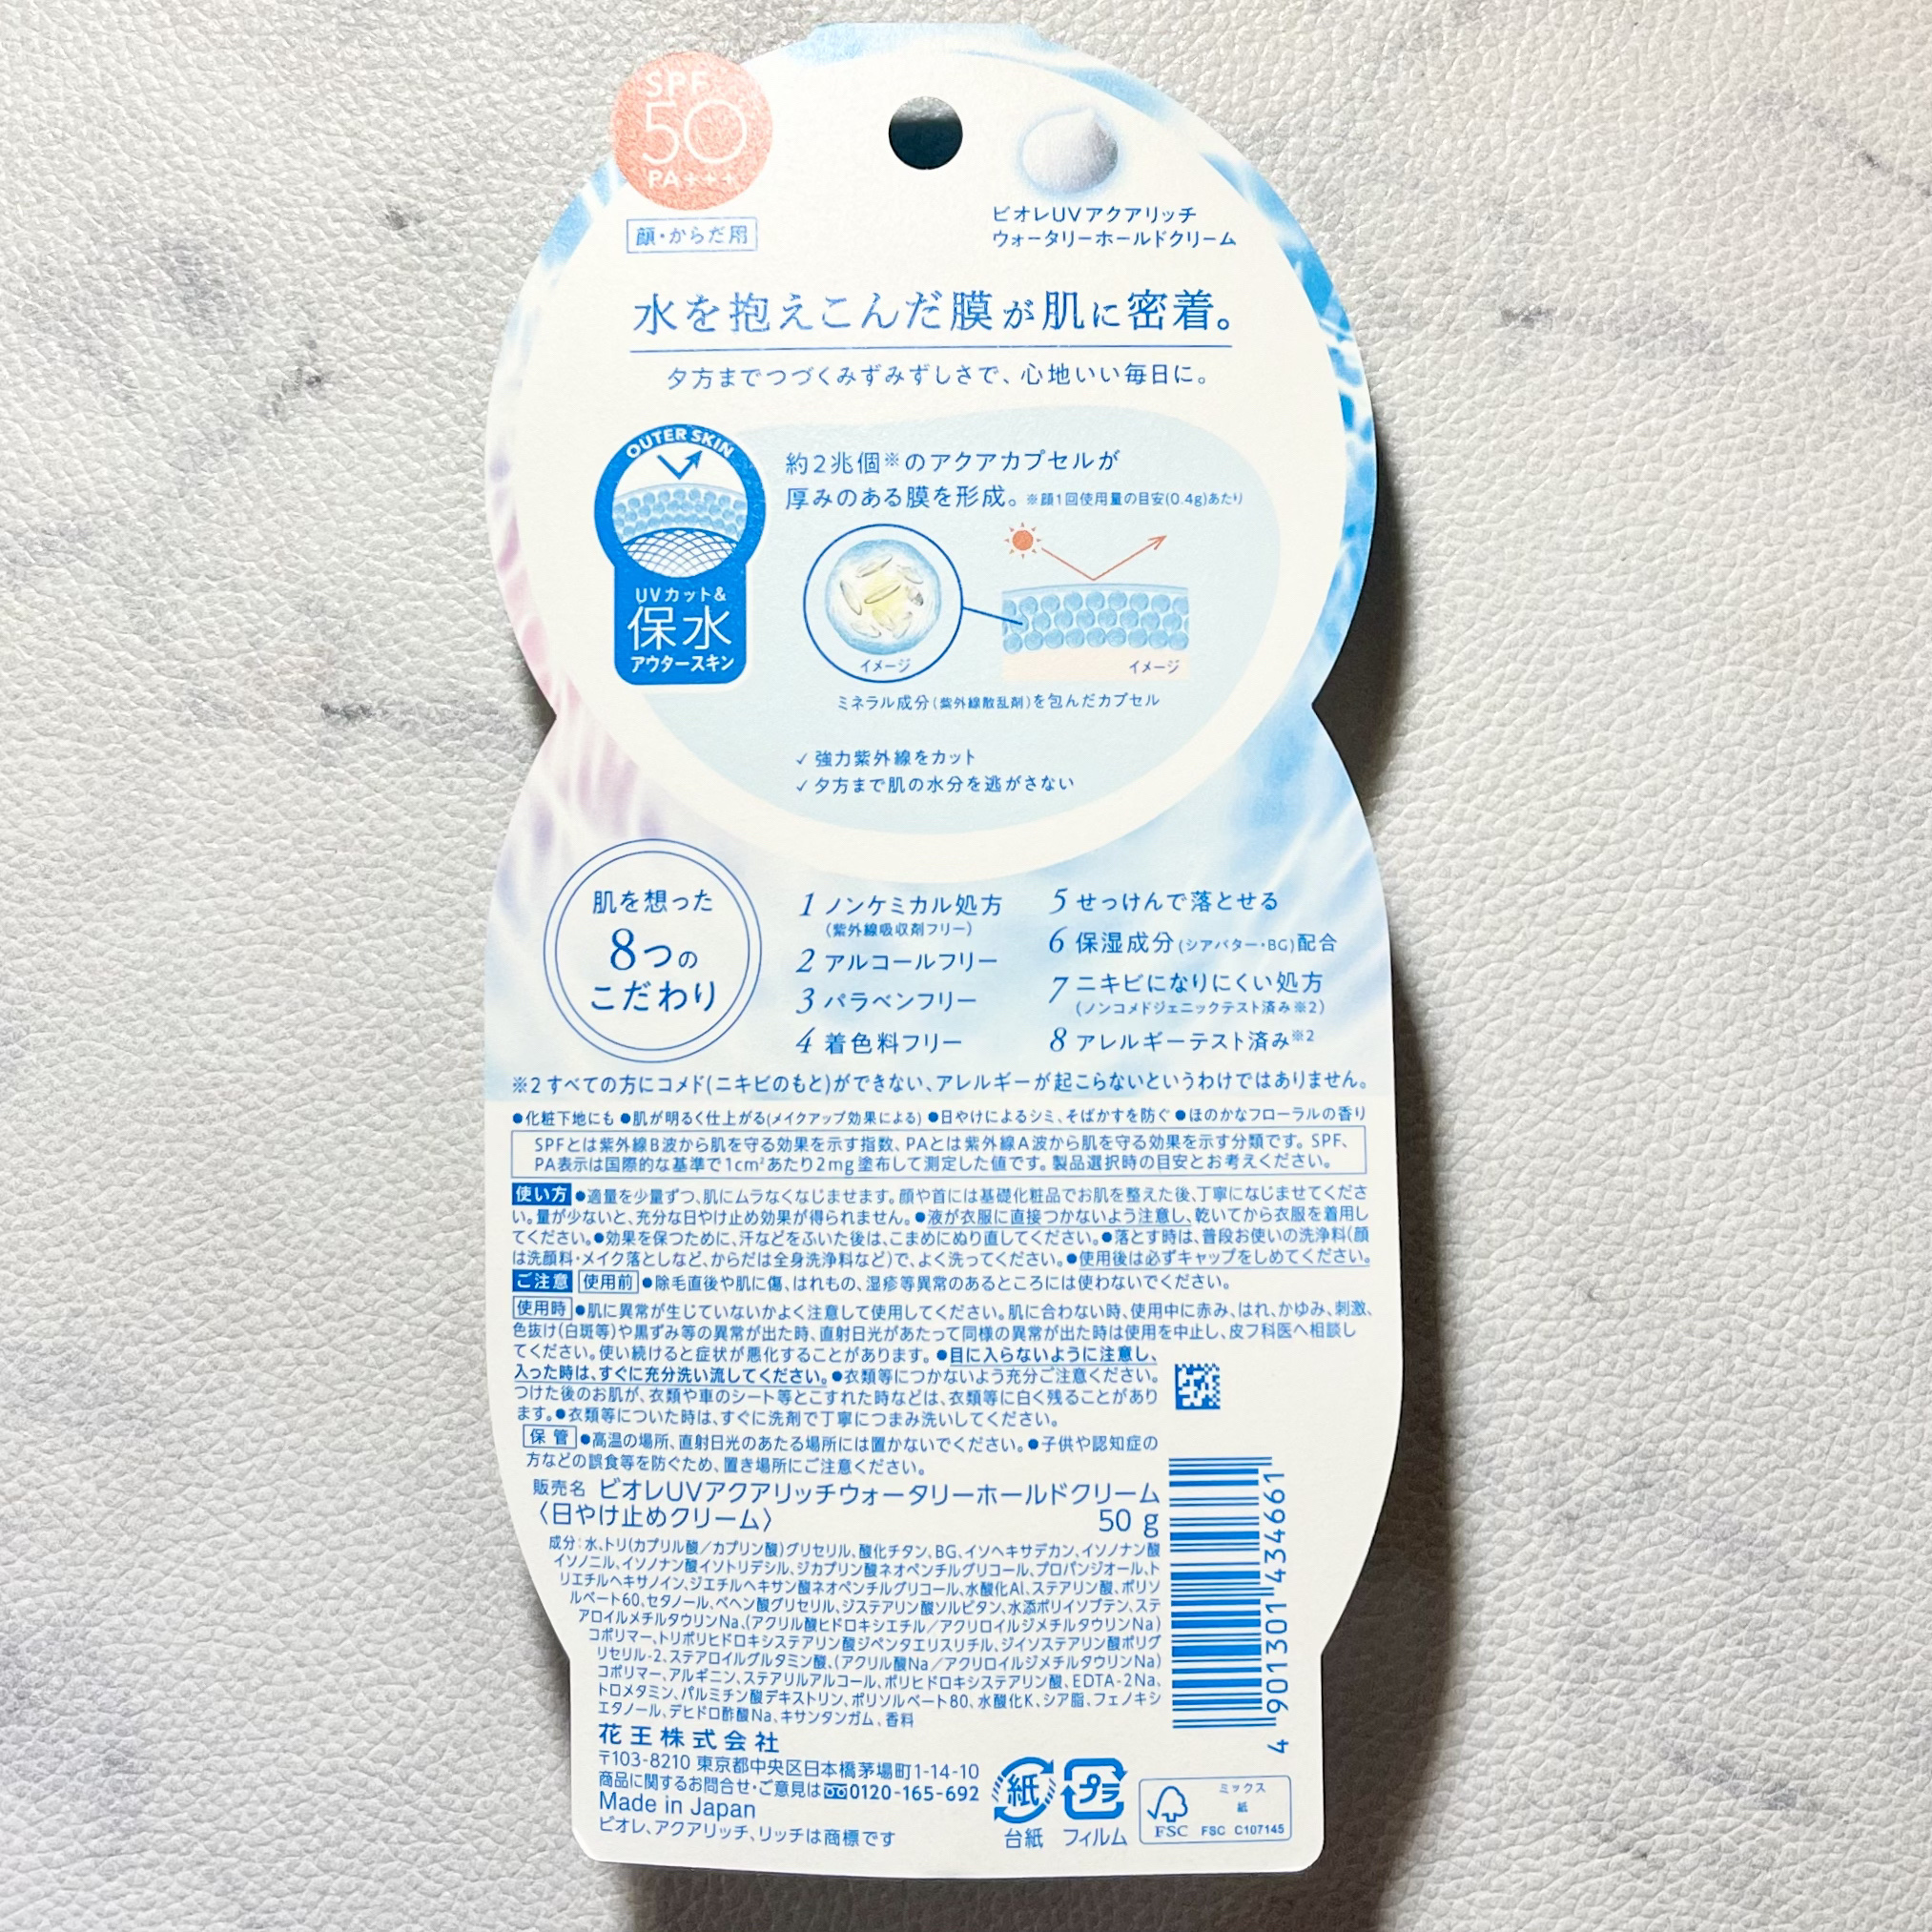 SPF
50
PA+++
顔・からだ用
ビオレUVアクアリッチ
ウォータリーホールドクリーム
水を抱えこんだ膜が肌に密着。
夕方までつづくみずみずしさで、心地いい毎日に。
OUTER SKIN
UVカット&
保水
アウタースキン
約2兆個※のアクアカプセルが
厚みのある膜を形成。※顔1回使用量の目安(0.4g)あたり
イメージ
イメージ
ミネラル成分(紫外線散乱剤)を包んだカプセル
✓強力紫外線をカット
✓夕方まで肌の水分を逃がさない
肌を想った
8つの
こだわり
1 ノンケミカル処方
(紫外線吸収剤フリー)
2 アルコールフリー
3 パラベンフリー
4 着色料フリー
5 せっけんで落とせる
6 保湿成分(シアバター・BG)配合
7 ニキビになりにくい処方
(ノンコメドジェニックテスト済み※2)
8 アレルギーテスト済み※2
※2 すべての方にコメド(ニキビのもと)ができない、アレルギーが起こらないというわけではありません。
●化粧下地にも ●肌が明るく仕上がる(メイクアップ効果による) ●日やけによるシミ、そばかすを防ぐ ●ほのかなフローラルの香り
SPFとは紫外線B波から肌を守る効果を示す指数、PAとは紫外線A波から肌を守る効果を示す分類です。SPF、
PA表示は国際的な基準で1cm²あたり2mg塗布して測定した値です。製品選択時の目安とお考えください。
使い方 ●適量を少量ずつ、肌にムラなくなじませます。顔や首には基礎化粧品でお肌を整えた後、丁寧になじませてくださ
い。量が少ないと、充分な日やけ止め効果が得られません。●液が衣服に直接つかないよう注意し、乾いてから衣服を着用し
てください。●効果を保つために、汗などをふいた後は、こまめにぬり直してください。●落とす時は、普段お使いの洗浄料(顔
は洗顔料・メイク落としなど、からだは全身洗浄料など)で、よく洗ってください。●使用後は必ずキャップをしめてください。
ご注意 使用前 ●除毛直後や肌に傷、はれもの、湿疹等異常のあるところには使わないでください。
使用時 ●肌に異常が生じていないかよく注意して使用してください。肌に合わない時、使用中に赤み、はれ、かゆみ、刺激、
色抜け(白斑等)や黒ずみ等の異常が出た時、直射日光があたって同様の異常が出た時は使用を中止し、皮フ科医へ相談し
てください。使い続けると症状が悪化することがあります。●目に入らないように注意し、
入った時は、すぐに充分洗い流してください。●衣類等につかないよう充分ご注意ください。
つけた後のお肌が、衣類や車のシート等とこすれた時などは、衣類等に白く残ることがあり
ます。●衣類等についた時は、すぐに洗剤で丁寧につまみ洗いしてください。
保管 ●高温の場所、直射日光のあたる場所には置かないでください。●子供や認知症の
方などの誤食等を防ぐため、置き場所にご注意ください。
販売名 ビオレUVアクアリッチウォータリーホールドクリーム
〈日やけ止めクリーム〉 50 g
成分:水、トリ(カプリル酸/カプリン酸)グリセリル、酸化チタン、BG、イソヘキサデカン、イソノナン酸
イソノニル、イソノナン酸イソトリデシル、ジカプリン酸ネオペンチルグリコール、プロパンジオール、ト
リエチルヘキサノイン、ジエチルヘキサン酸ネオペンチルグリコール、水酸化Al、ステアリン酸、ポリソ
ルベート60、セタノール、ベヘン酸グリセリル、ジステアリン酸ソルビタン、水添ポリイソブテン、ステ
アロイルメチルタウリンNa、(アクリル酸ヒドロキシエチル/アクリロイルジメチルタウリンNa)
コポリマー、トリポリヒドロキシステアリン酸ジペンタエリスリチル、ジイソステアリン酸ポリグ
リセリル-2、ステアロイルグルタミン酸、(アクリル酸Na/アクリロイルジメチルタウリンNa)
コポリマー、アルギニン、ステアリルアルコール、ポリヒドロキシステアリン酸、EDTA-2Na、
トロメタミン、パルミチン酸デキストリン、ポリソルベート80、水酸化K、シア脂、フェノキシ
エタノール、デヒドロ酢酸Na、キサンタンガム、香料
花王株式会社
〒103-8210 東京都中央区日本橋茅場町1-14-10
商品に関するお問合せ・ご意見は 0120-165-692
Made in Japan
ビオレ、アクアリッチ、リッチは商標です
紙
台紙
プラ
フィルム
FSC
ミックス
紙
FSC C107145
4 901301 434661